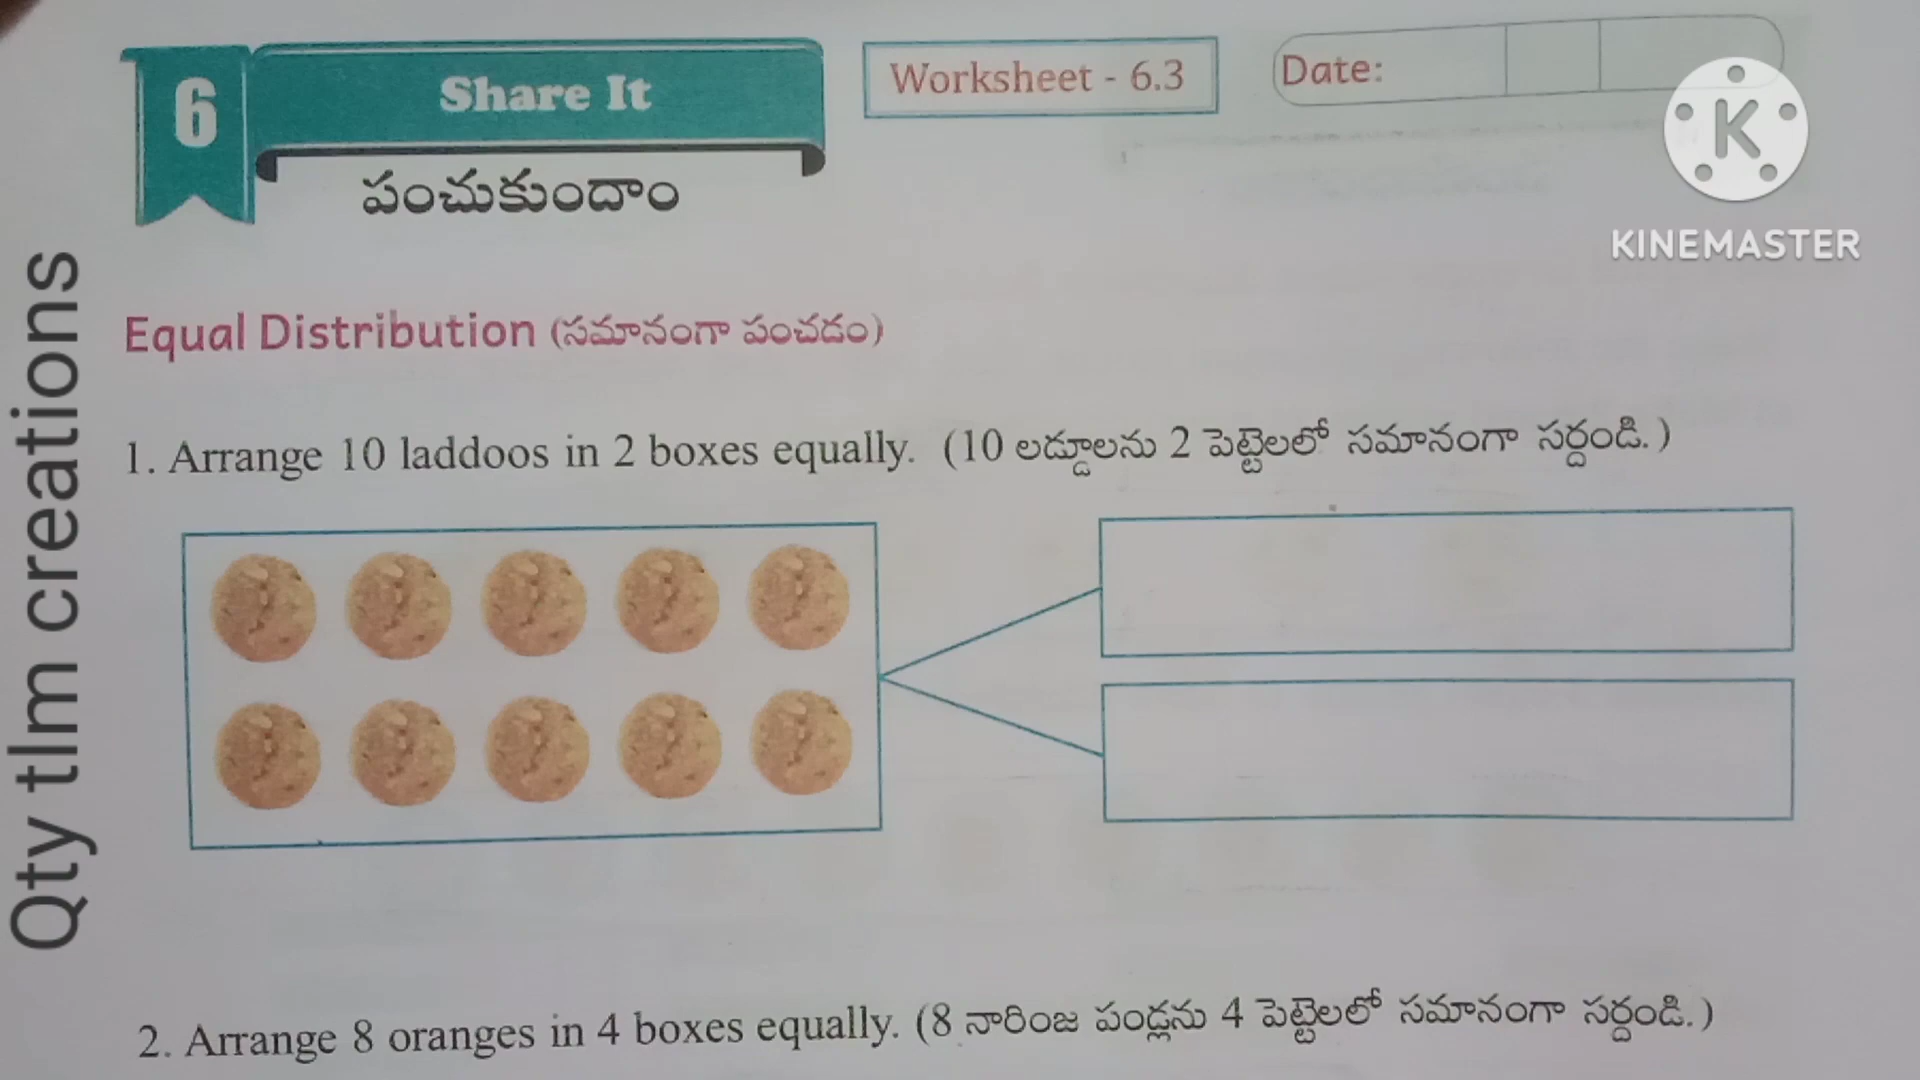 6
Share It
Worksheet - 6.3
Date:
K
KINEMASTER
పంచుకుందాం
Qty tlm creations
Equal Distribution (సమానంగా పంచడం)
1. Arrange 10 laddoos in 2 boxes equally. (10 లడ్డూలను 2 పెట్టెలలో సమానంగా సర్దండి.)
2. Arrange 8 oranges in 4 boxes equally. (8 నారింజ పండ్లను 4 పెట్టెలలో సమానంగా సర్దండి.)